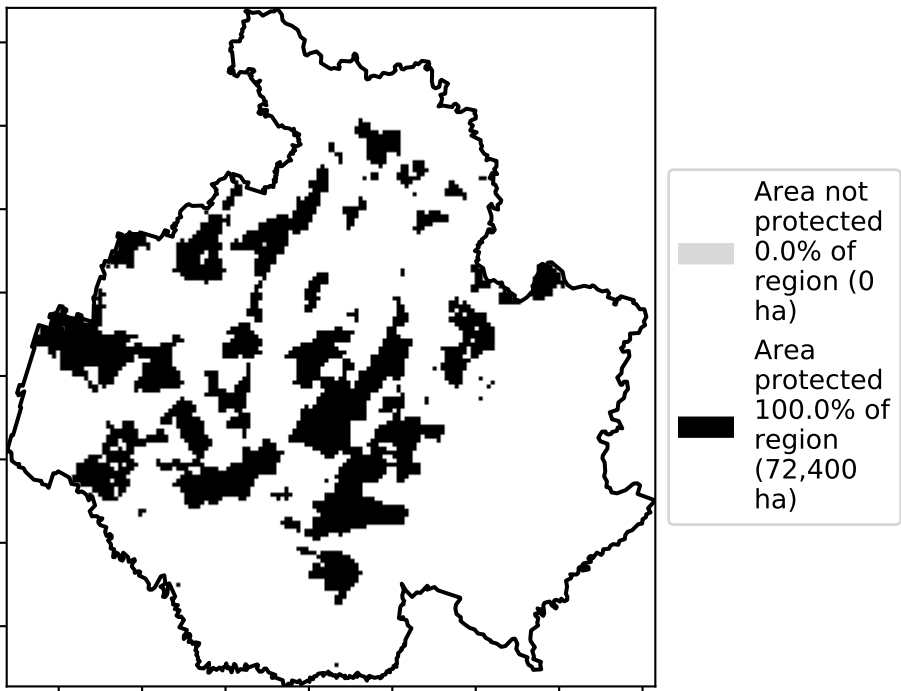 Area not
protected
0.0% of
region (0
ha)
Area
protected
100.0% of
region
(72,400
ha)